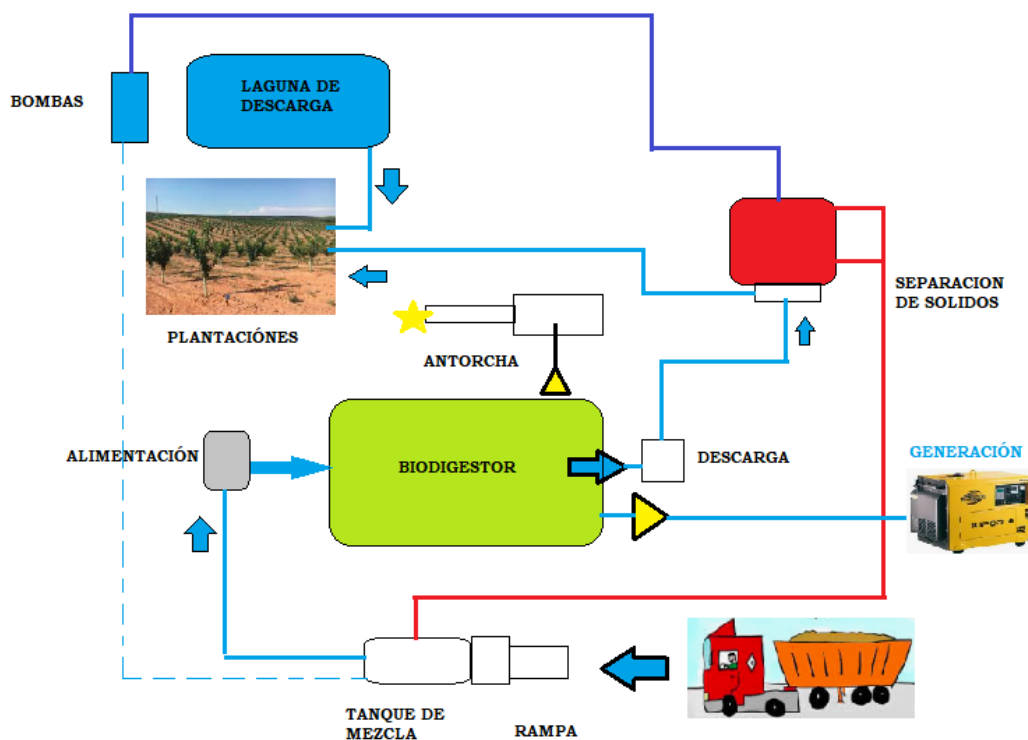 LAGUNA DE
DESCARGA
BOMBAS
SEPARACION
DE SOLIDOS
PLANTACIÓNES
ANTORCHA
ALIMENTACIÓN
BIODIGESTOR
DESCARGA
GENERACIÓN
TANQUE DE
MEZCLA
RAMPA